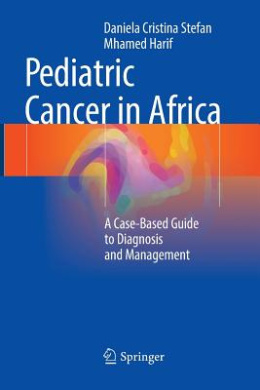 Daniela Cristina Stefan
Mhamed Harif
Pediatric
Cancer in Africa
A Case-Based Guide
to Diagnosis
and Management
Springer